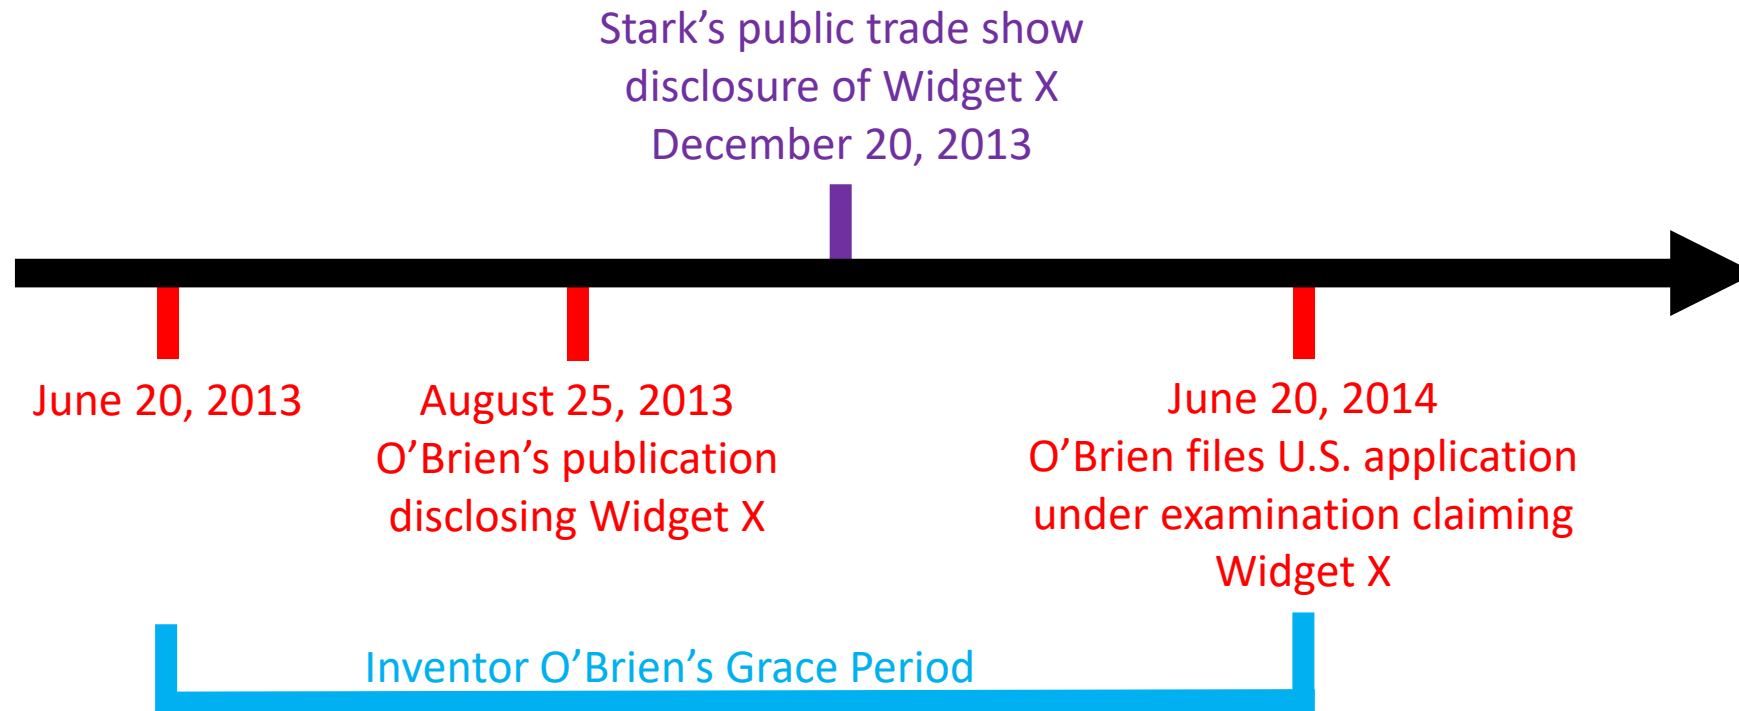 Stark’s public trade show
disclosure of Widget X
December 20, 2013
June 20, 2013
August 25, 2013
O’Brien’s publication
disclosing Widget X
June 20, 2014
O’Brien files U.S. application
under examination claiming
Widget X
Inventor O’Brien’s Grace Period